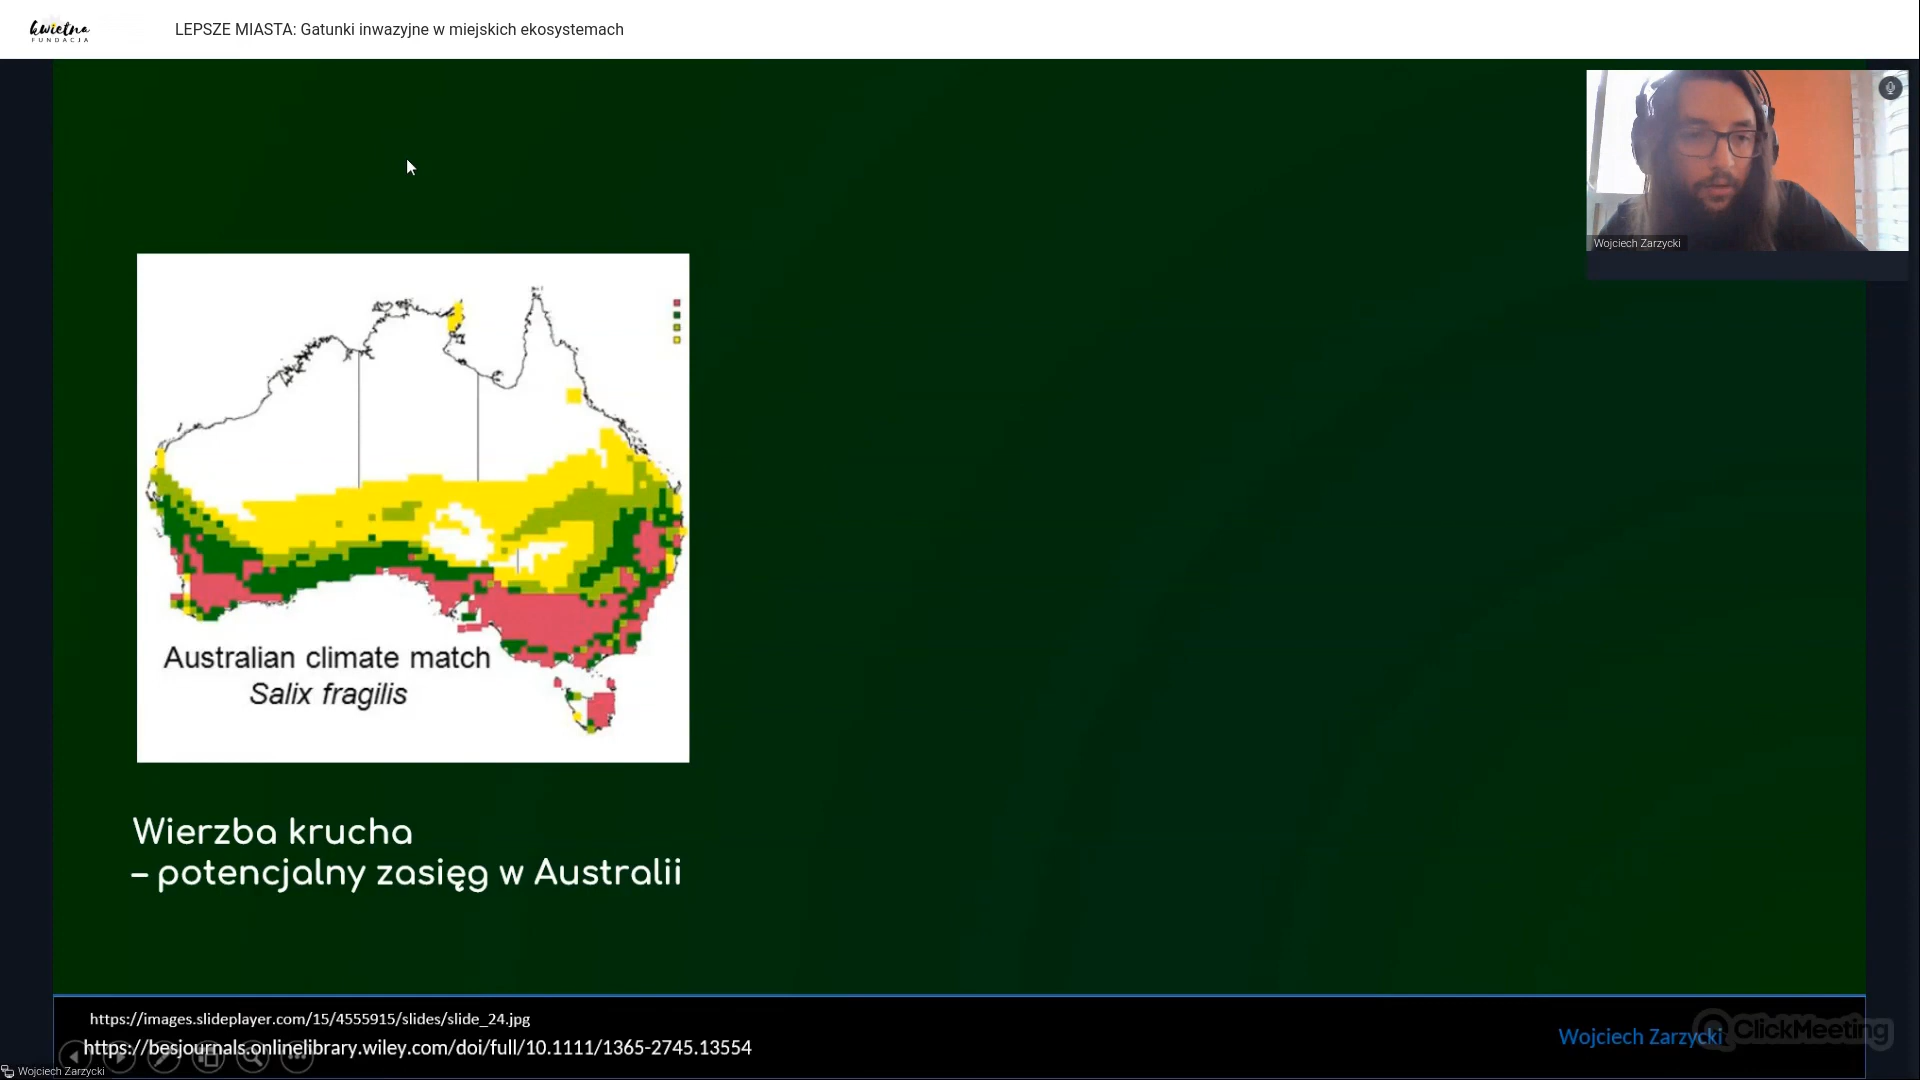 kwietna
FUNDACJA
LEPSZE MIASTA: Gatunki inwazyjne w miejskich ekosystemach
Wojciech Zarzycki
Australian climate match
Salix fragilis
Wierzba krucha
– potencjalny zasięg w Australii
https://images.slideplayer.com/15/4555915/slides/slide_24.jpg
https://besjournals.onlinelibrary.wiley.com/doi/full/10.1111/1365-2745.13554
Wojciech Zarzycki
ClickMeeting
Wojciech Zarzycki